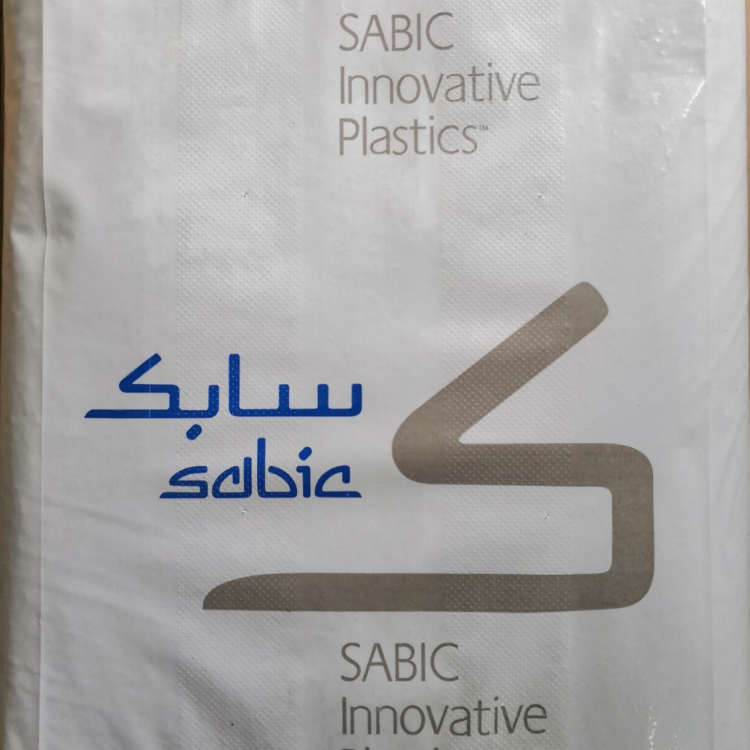 SABIC
Innovative
Plastics™
سابك
sabic
SABIC
Innovative